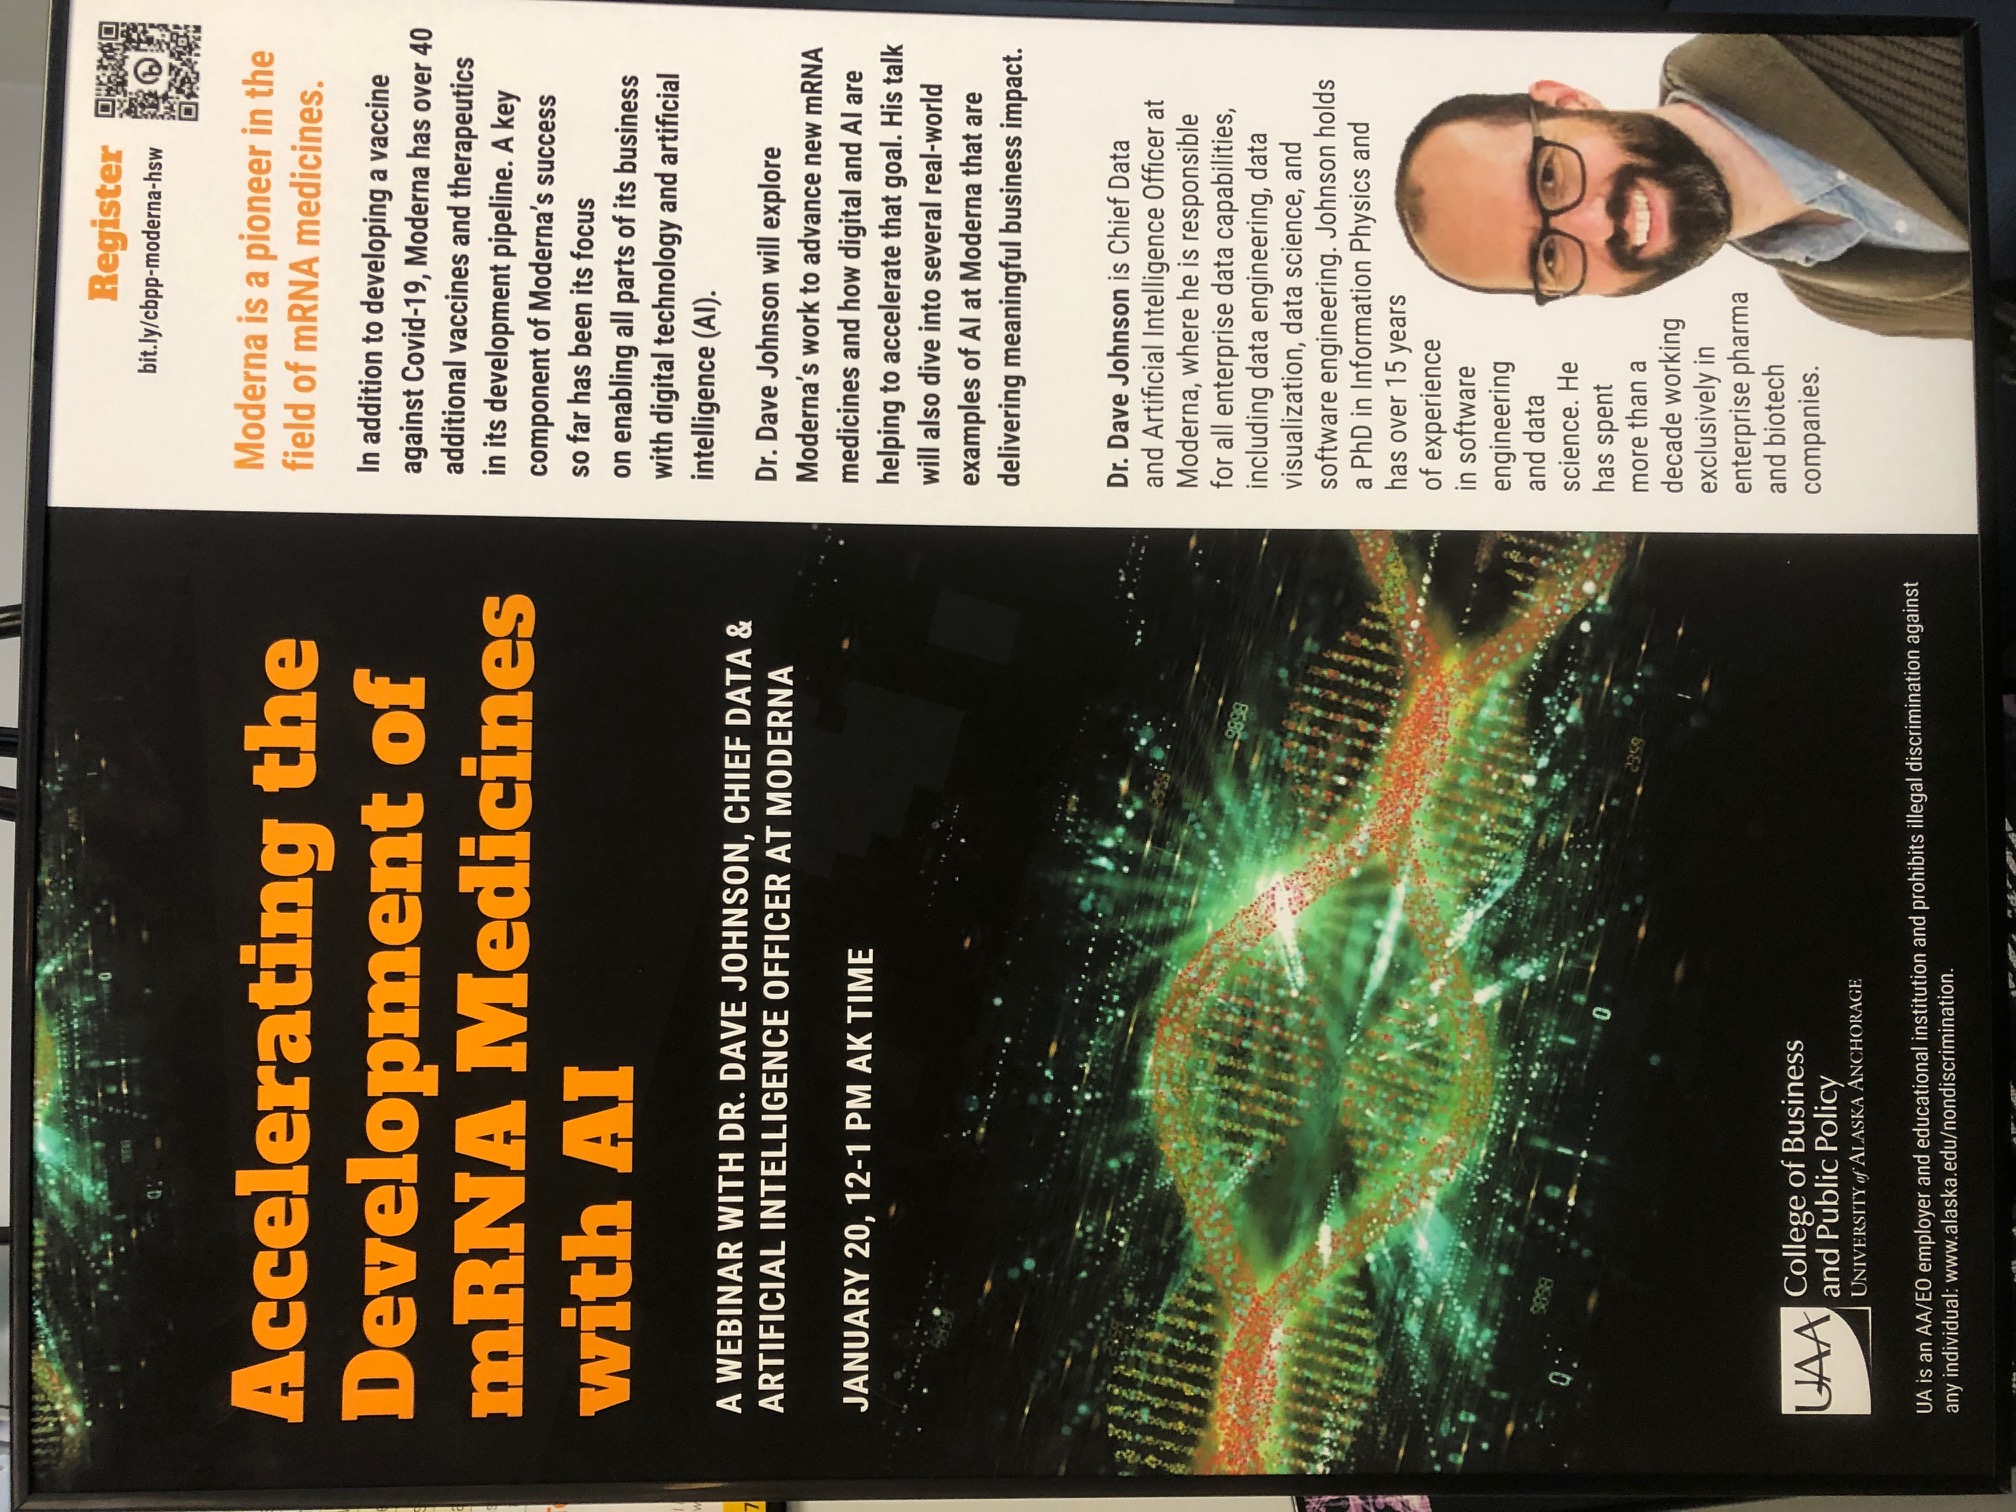 Accelerating the
Development of
mRNA Medicines
with AI
A WEBINAR WITH DR. DAVE JOHNSON, CHIEF DATA &
ARTIFICIAL INTELLIGENCE OFFICER AT MODERNA
JANUARY 20, 12-1 PM AK TIME
UAA
College of Business
and Public Policy
UNIVERSITY of ALASKA ANCHORAGE
UA is an AA/EO employer and educational institution and prohibits illegal discrimination against
any individual: www.alaska.edu/nondiscrimination.
Register
bit.ly/cbpp-moderna-hsw
Moderna is a pioneer in the
field of mRNA medicines.
In addition to developing a vaccine
against Covid-19, Moderna has over 40
additional vaccines and therapeutics
in its development pipeline. A key
component of Moderna's success
so far has been its focus
on enabling all parts of its business
with digital technology and artificial
intelligence (AI).
Dr. Dave Johnson will explore
Moderna's work to advance new mRNA
medicines and how digital and AI are
helping to accelerate that goal. His talk
will also dive into several real-world
examples of AI at Moderna that are
delivering meaningful business impact.
Dr. Dave Johnson is Chief Data
and Artificial Intelligence Officer at
Moderna, where he is responsible
for all enterprise data capabilities,
including data engineering, data
visualization, data science, and
software engineering. Johnson holds
a PhD in Information Physics and
has over 15 years
of experience
in software
engineering
and data
science. He
has spent
more than a
decade working
exclusively in
enterprise pharma
and biotech
companies.